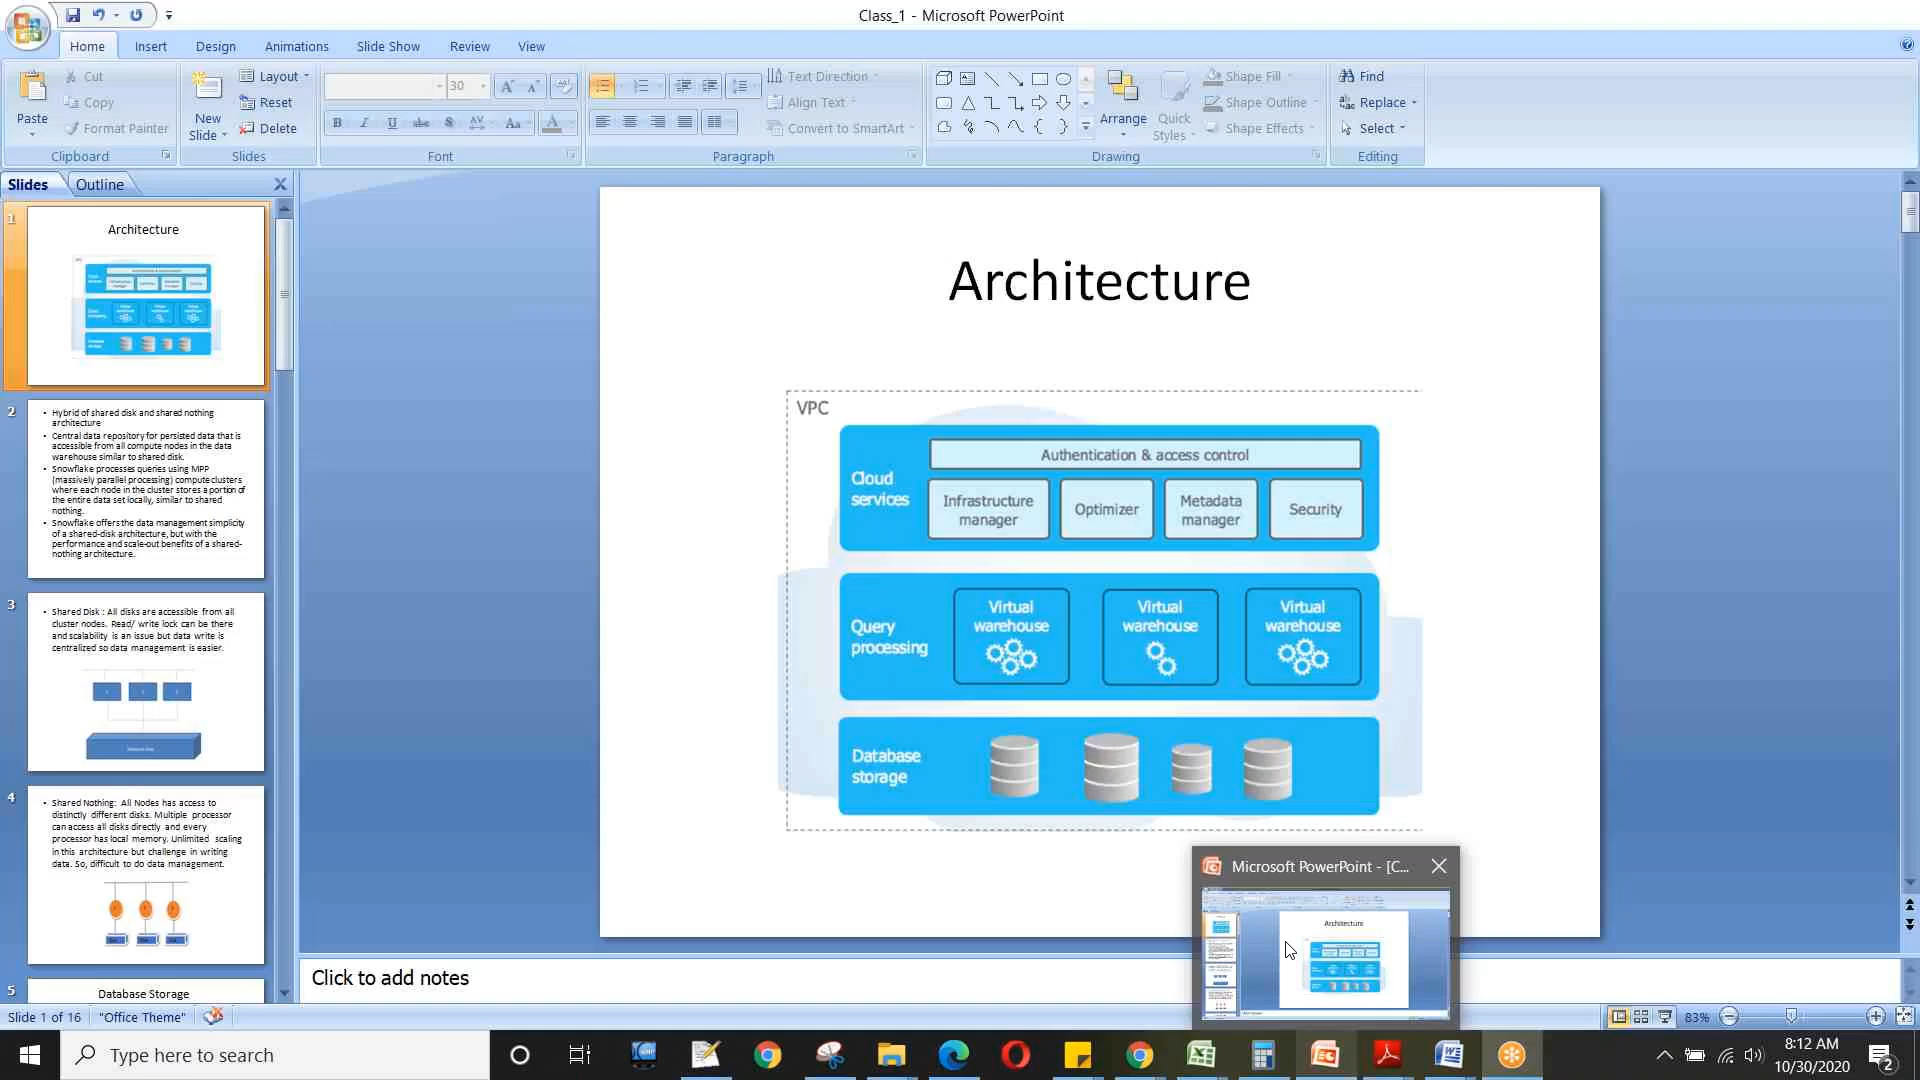 Class_1 - Microsoft PowerPoint
Home Insert Design Animations Slide Show Review View
Paste
Cut
Copy
Format Painter
Clipboard
New
Slide
Layout
Reset
Delete
Slides
30
Font
Text Direction
Align Text
Convert to SmartArt
Paragraph
Arrange
Quick
Styles
Shape Fill
Shape Outline
Shape Effects
Drawing
Find
Replace
Select
Editing
Slides Outline
1
Architecture
2
• Hybrid of shared disk and shared nothing
architecture
• Central data repository for persisted data that is
accessible from all compute nodes in the data
warehouse similar to shared disk.
• Snowflake processes queries using MPP
(massively parallel processing) compute clusters
where each node in the cluster stores a portion of
the entire data set locally, similar to shared
nothing.
• Snowflake offers the data management simplicity
of a shared-disk architecture, but with the
performance and scale-out benefits of a shared-
nothing architecture.
3
• Shared Disk : All disks are accessible from all
cluster nodes. Read/ write lock can be there
and scalability is an issue but data write is
centralized so data management is easier.
4
• Shared Nothing: All Nodes has access to
distinctly different disks. Multiple processor
can access all disks directly and every
processor has local memory. Unlimited scaling
in this architecture but challenge in writing
data. So, difficult to do data management.
5
Database Storage
Architecture
VPC
Cloud
services
Authentication & access control
Infrastructure
manager
Optimizer
Metadata
manager
Security
Query
processing
Virtual
warehouse
Virtual
warehouse
Virtual
warehouse
Database
storage
Microsoft PowerPoint - [C...
Architecture
Click to add notes
Slide 1 of 16 "Office Theme" 83%
Type here to search
8:12 AM
10/30/2020
2